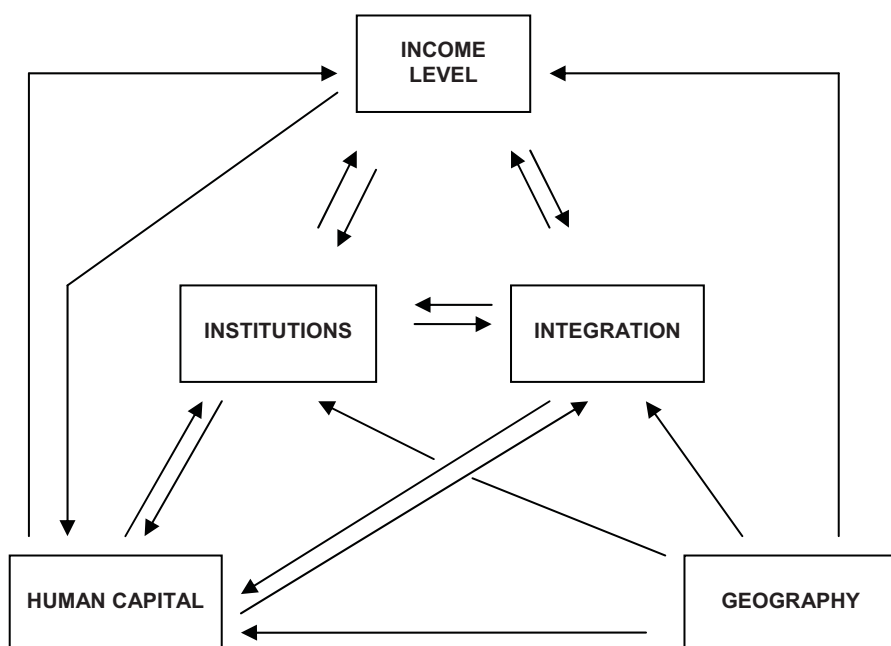 INCOME
LEVEL
INSTITUTIONS
INTEGRATION
HUMAN CAPITAL
GEOGRAPHY